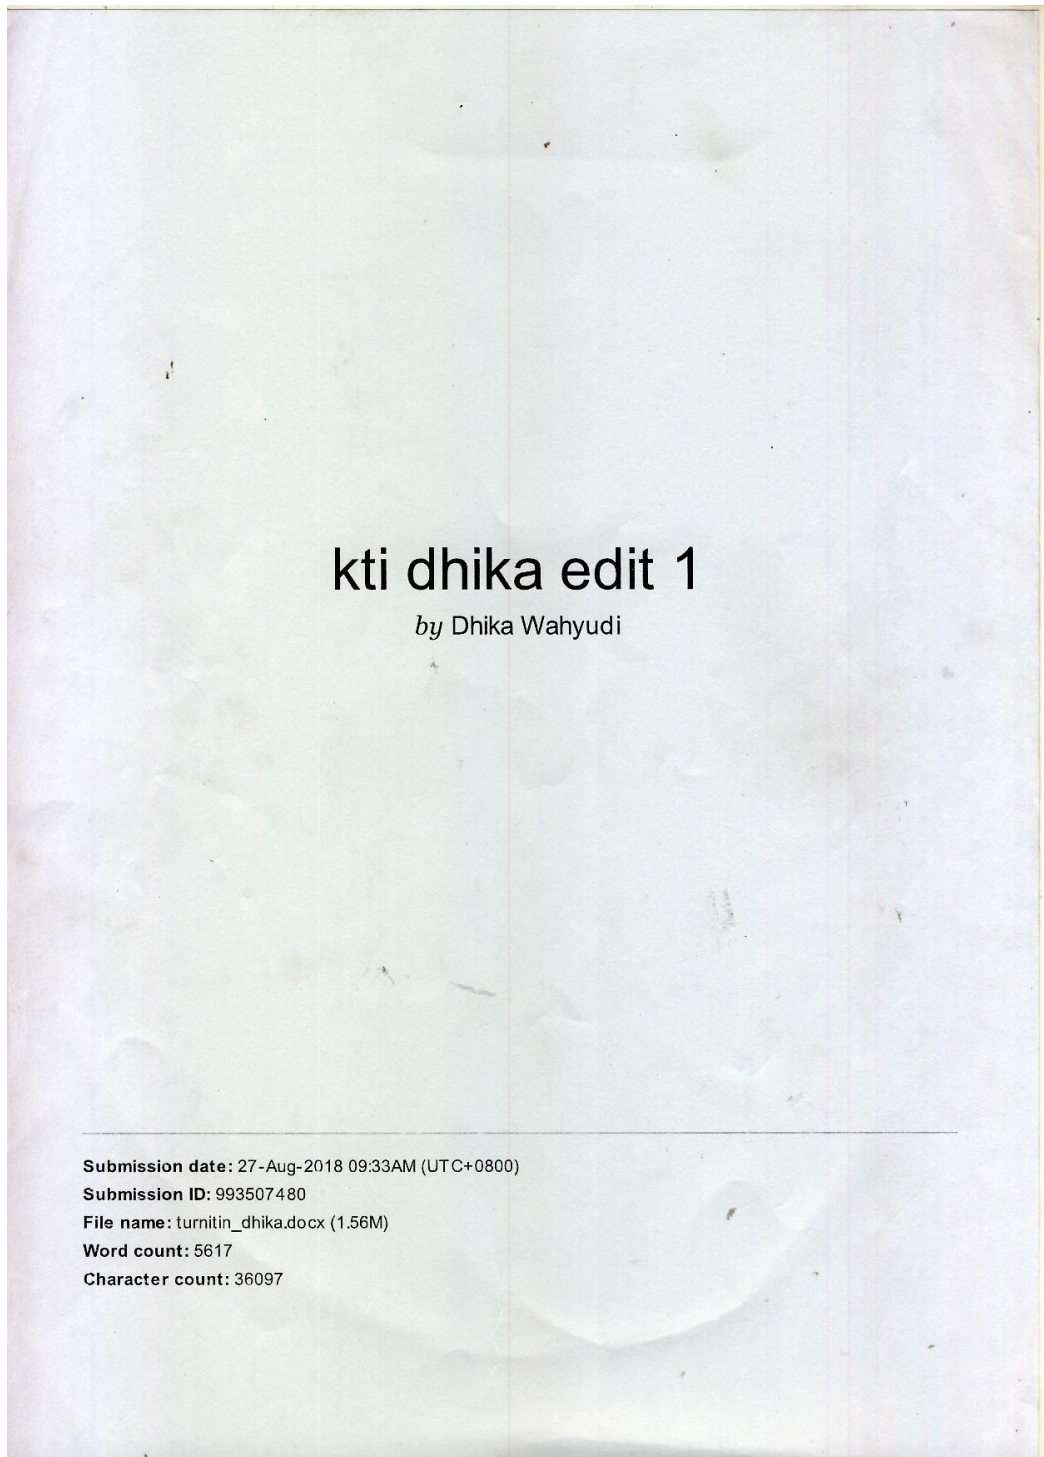 kti dhika edit 1
by Dhika Wahyudi
Submission date: 27-Aug-2018 09:33AM (UTC+0800)
Submission ID: 993507480
File name: turnitin_dhika.docx (1.56M)
Word count: 5617
Character count: 36097